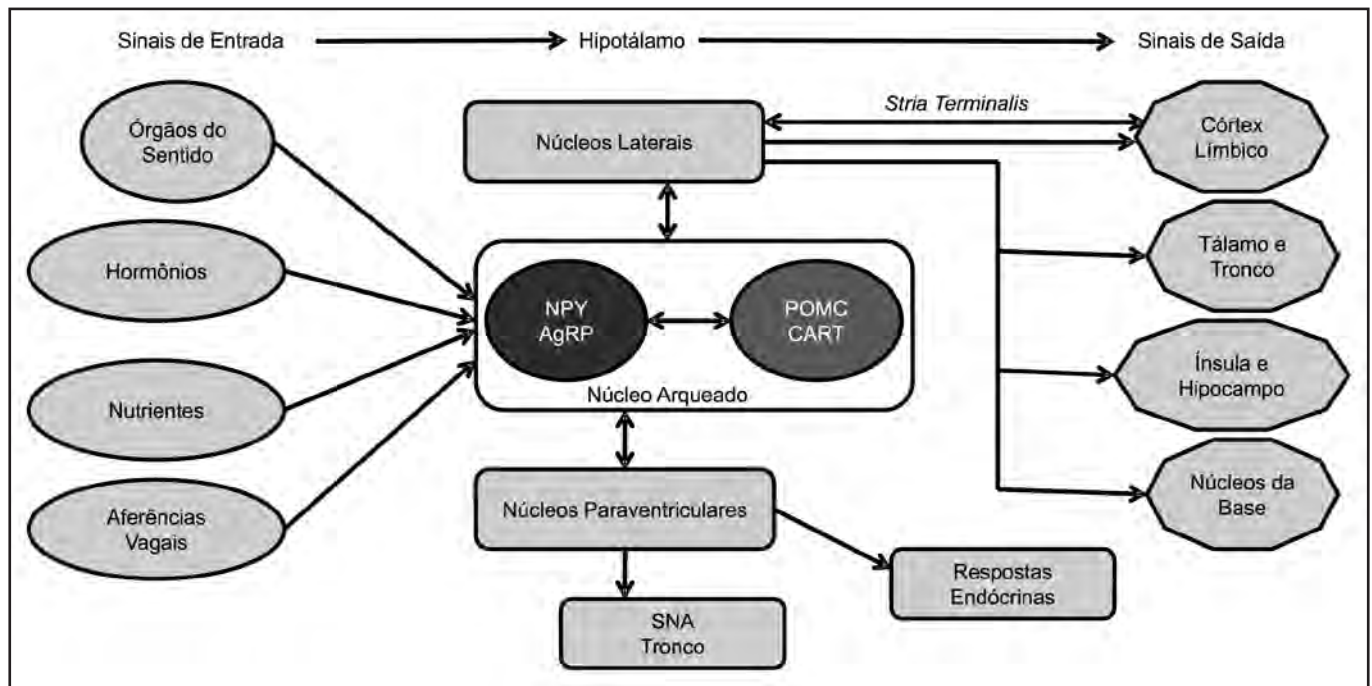 Sinais de Entrada
Hipotálamo
Sinais de Saída
Órgãos do
Sentido
Hormônios
Nutrientes
Aferências
Vagais
Núcleos Laterais
Stria Terminalis
NPY
AgRP
POMC
CART
Núcleo Arqueado
Núcleos Paraventriculares
SNA
Tronco
Respostas
Endócrinas
Córtex
Límbico
Tálamo e
Tronco
Ínsula e
Hipocampo
Núcleos da
Base